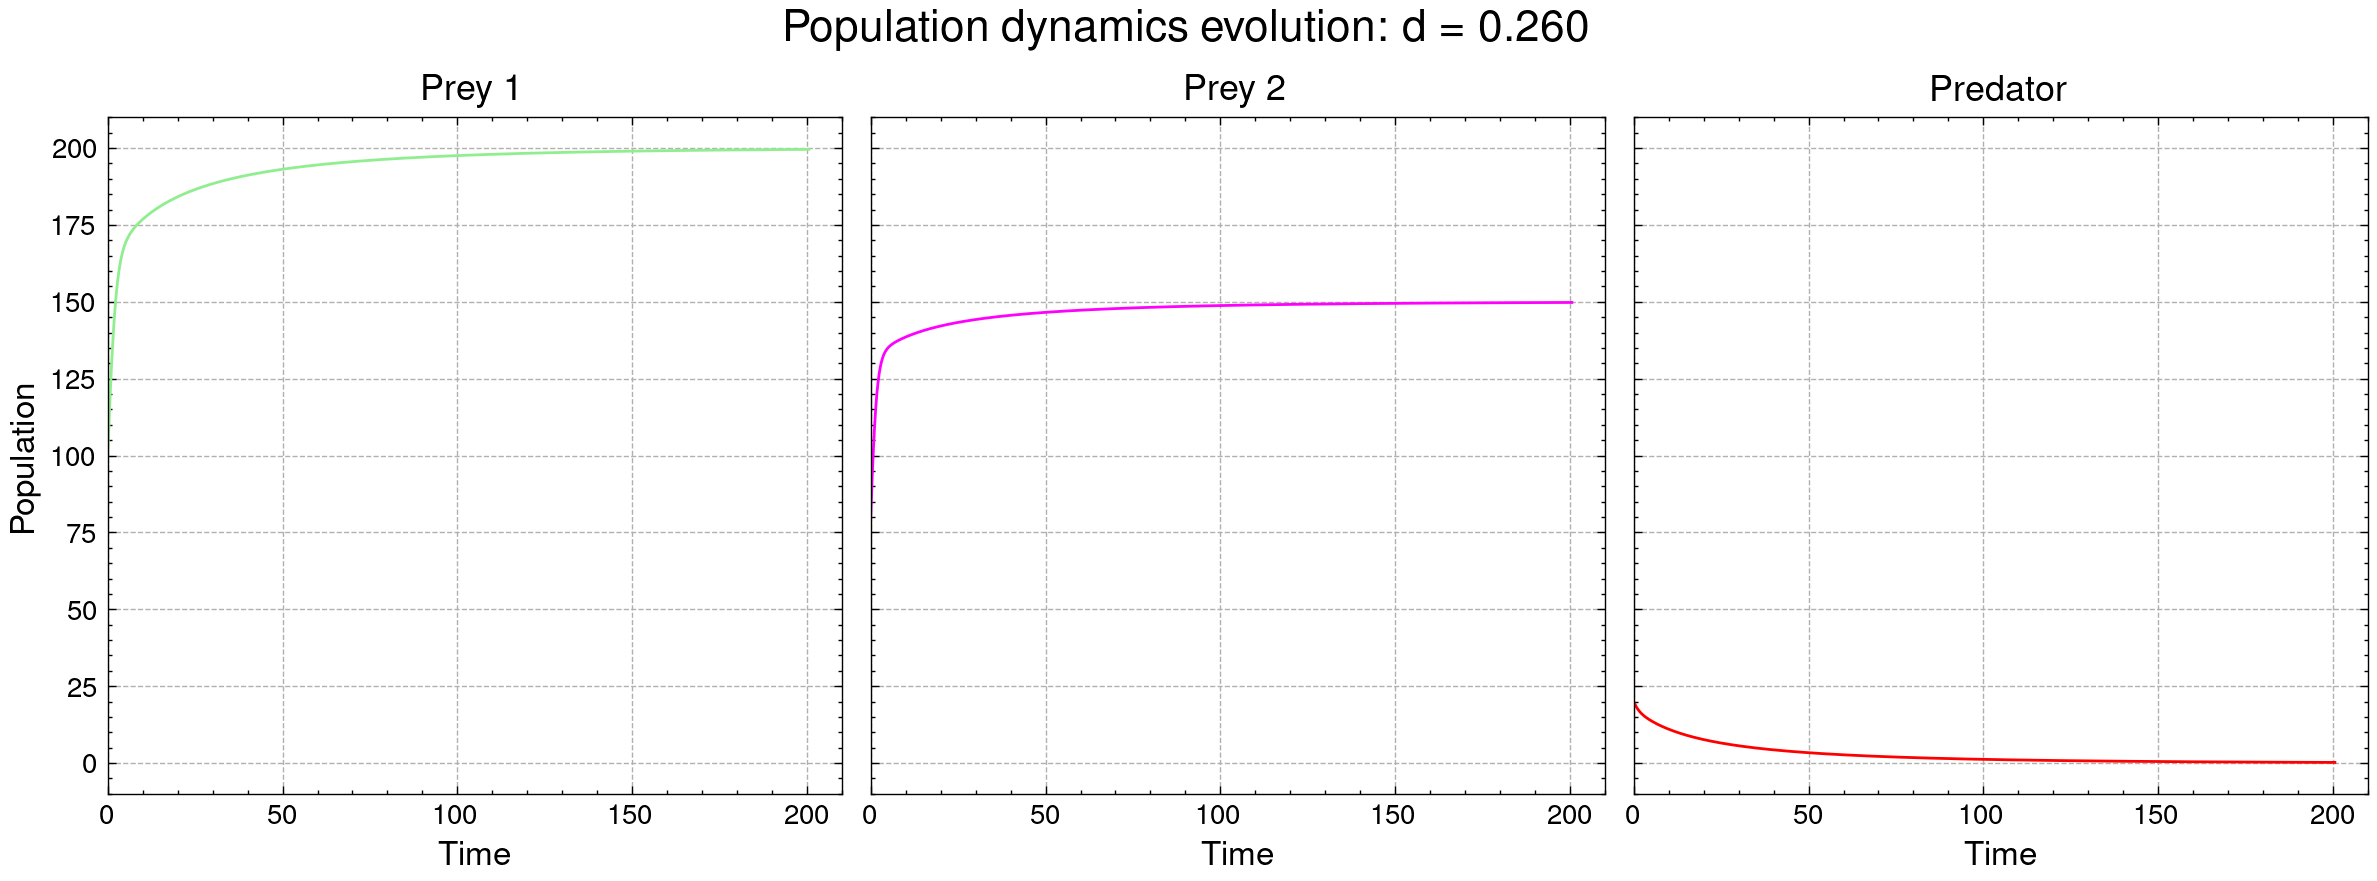 Population dynamics evolution: d = 0.260
Prey 1
Prey 2
Predator
Population
200
175
150
125
100
75
50
25
0
0 50 100 150 200
0 50 100 150 200
0 50 100 150 200
Time
Time
Time